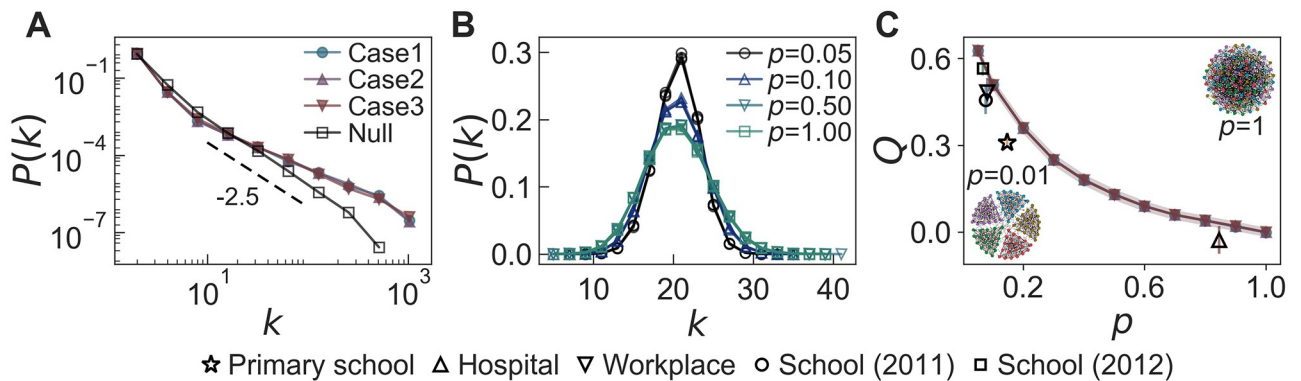 A
P(k)
10^-1
10^-4
10^-7
10^1
10^3
k
Case1
Case2
Case3
Null
-2.5
B
P(k)
0.3
0.2
0.1
0.0
10
20
30
40
k
p=0.05
p=0.10
p=0.50
p=1.00
C
Q
0.6
0.3
0.0
0.2
0.6
1.0
p
p=1
p=0.01
Primary school
Hospital
Workplace
School (2011)
School (2012)